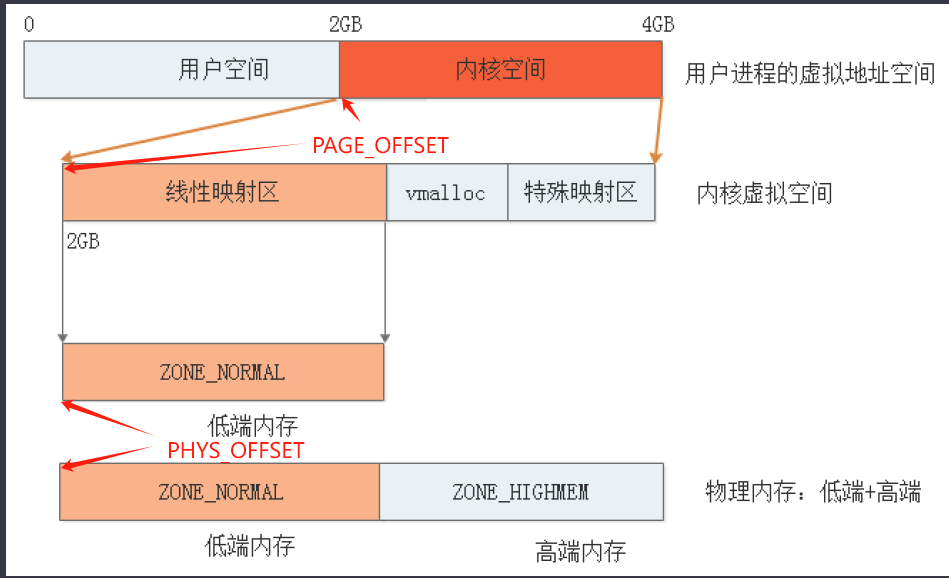 0 2GB 4GB
用户空间 内核空间 用户进程的虚拟地址空间
PAGE_OFFSET
线性映射区 vmalloc 特殊映射区 内核虚拟空间
2GB
ZONE_NORMAL
低端内存
PHYS_OFFSET
ZONE_NORMAL ZONE_HIGHMEM 物理内存：低端+高端
低端内存 高端内存